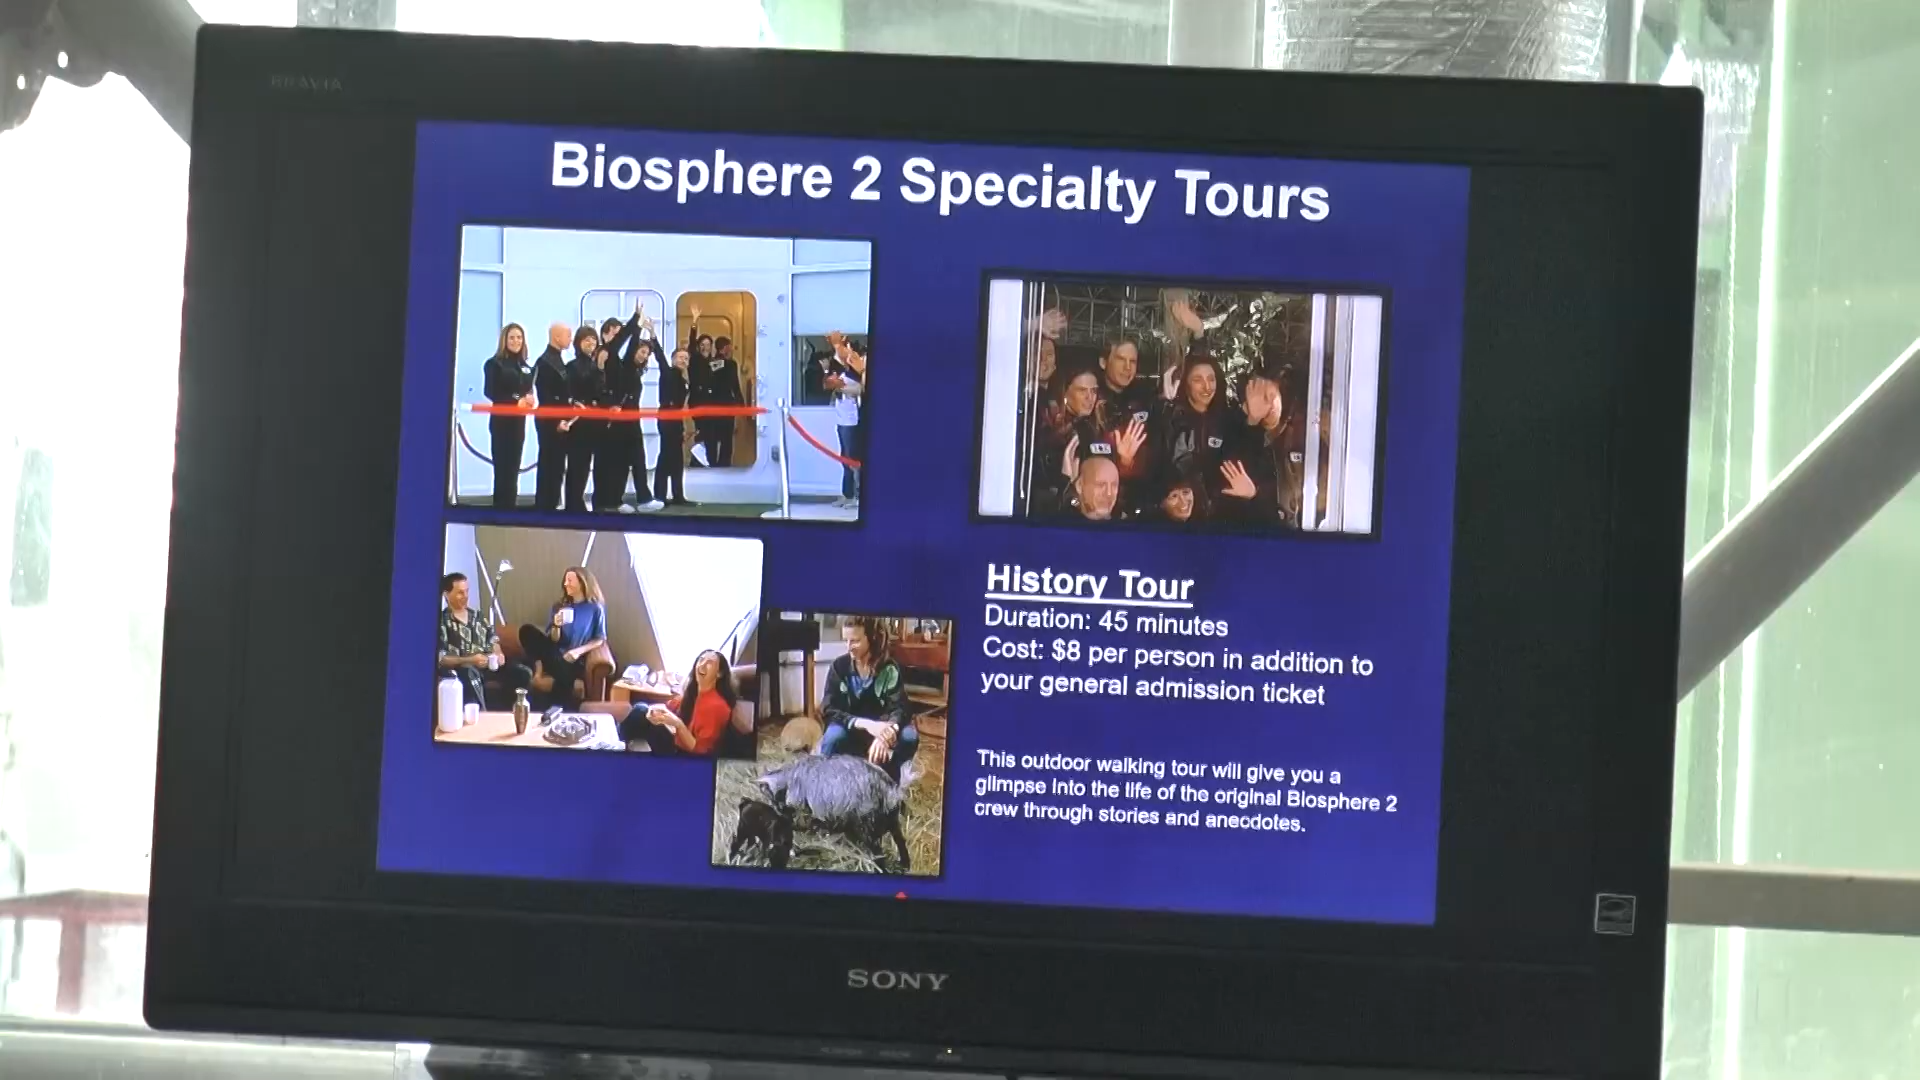 BRAVIA
Biosphere 2 Specialty Tours
History Tour
Duration: 45 minutes
Cost: $8 per person in addition to
your general admission ticket
This outdoor walking tour will give you a
glimpse into the life of the original Biosphere 2
crew through stories and anecdotes.
SONY